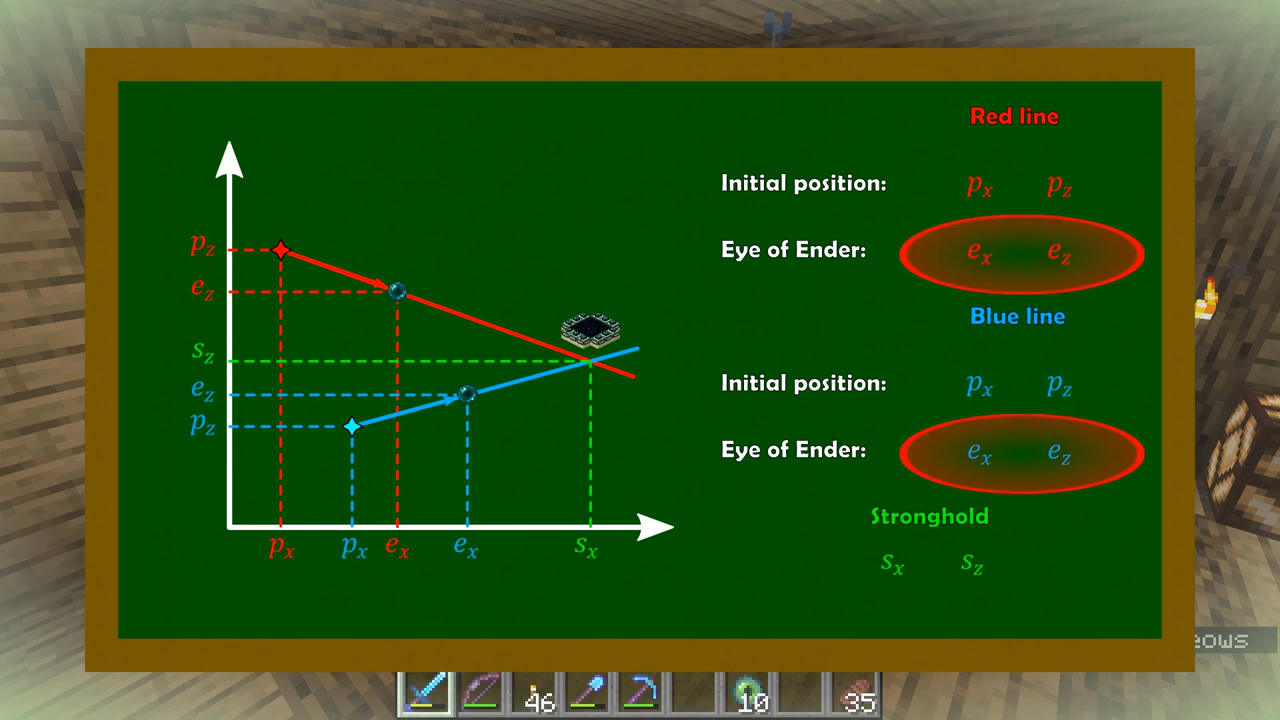 Red line
Initial position: p_x p_z
Eye of Ender: e_x e_z
Blue line
Initial position: p_x p_z
Eye of Ender: e_x e_z
Stronghold
s_x s_z
p_z
e_z
s_z
e_z
p_z
p_x p_x e_x e_x s_x
eows
46 10 35